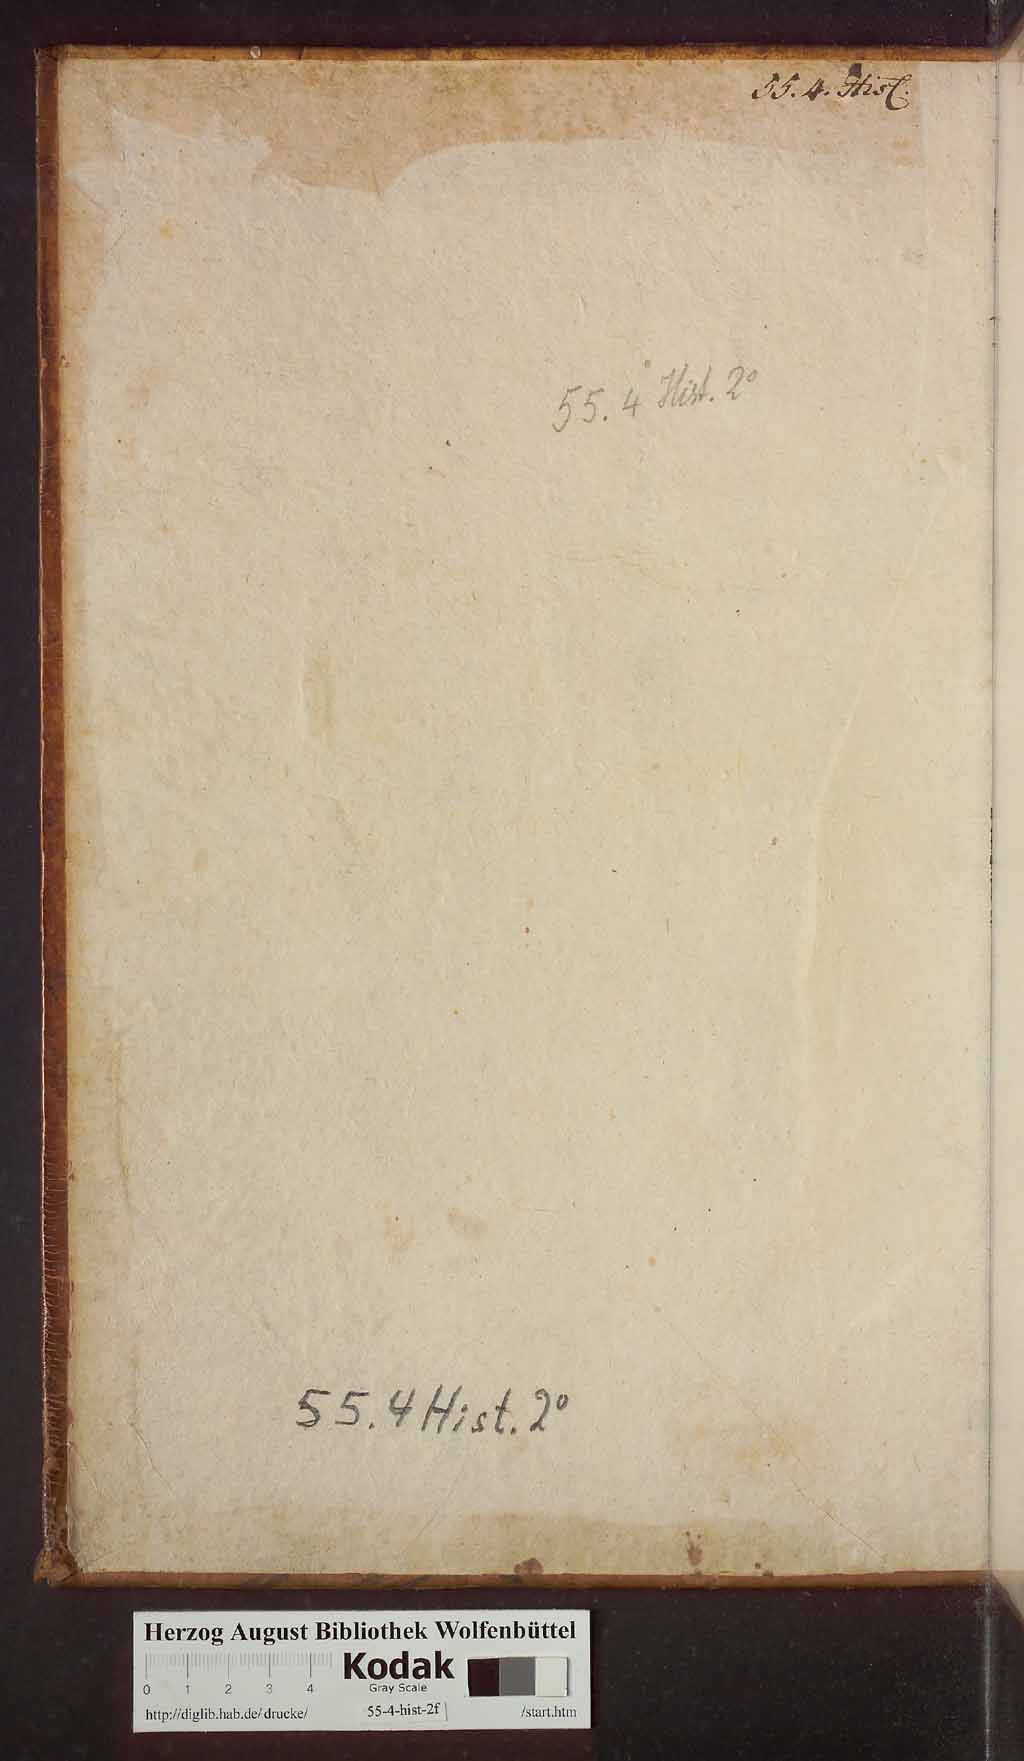 55. 4. Hist.
55. 4 Hist. 2°
55. 4 Hist. 2°
Herzog August Bibliothek Wolfenbüttel
Kodak
Gray Scale
0 1 2 3 4
http://diglib.hab.de/drucke/ 55-4-hist-2f /start.htm